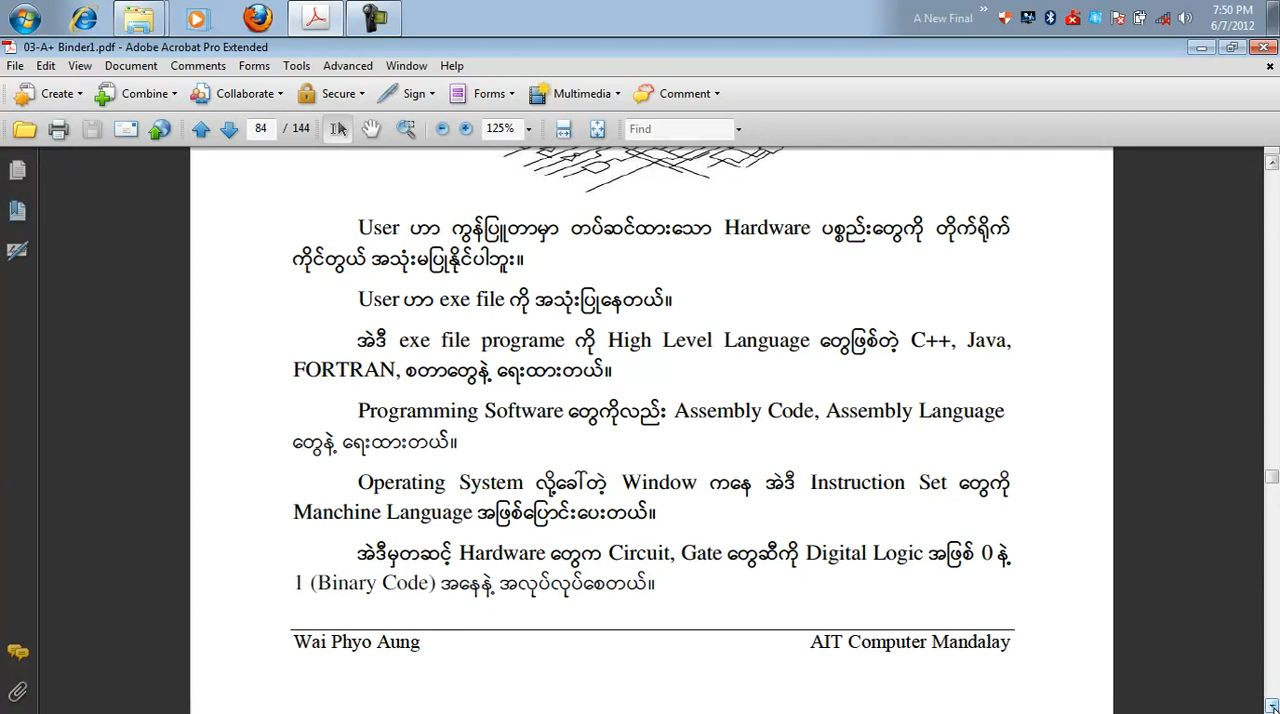 A New Final
7:50 PM
6/7/2012
03-A+ Binder1.pdf - Adobe Acrobat Pro Extended
File Edit View Document Comments Forms Tools Advanced Window Help
Create Combine Collaborate Secure Sign Forms Multimedia Comment
84 / 144 125% Find
User ဟာ ကွန်ပြူတာမှာ တပ်ဆင်ထားသော Hardware ပစ္စည်းတွေကို တိုက်ရိုက်
ကိုင်တွယ် အသုံးမပြုနိုင်ပါဘူး။
User ဟာ exe file ကို အသုံးပြုနေတယ်။
အဲဒီ exe file programe ကို High Level Language တွေဖြစ်တဲ့ C++, Java,
FORTRAN, စတာတွေနဲ့ ရေးထားတယ်။
Programming Software တွေကိုလည်း Assembly Code, Assembly Language
တွေနဲ့ ရေးထားတယ်။
Operating System လို့ခေါ်တဲ့ Window ကနေ အဲဒီ Instruction Set တွေကို
Manchine Language အဖြစ်ပြောင်းပေးတယ်။
အဲဒီမှတဆင့် Hardware တွေက Circuit, Gate တွေဆီကို Digital Logic အဖြစ် 0 နဲ့
1 (Binary Code) အနေနဲ့ အလုပ်လုပ်စေတယ်။
Wai Phyo Aung AIT Computer Mandalay